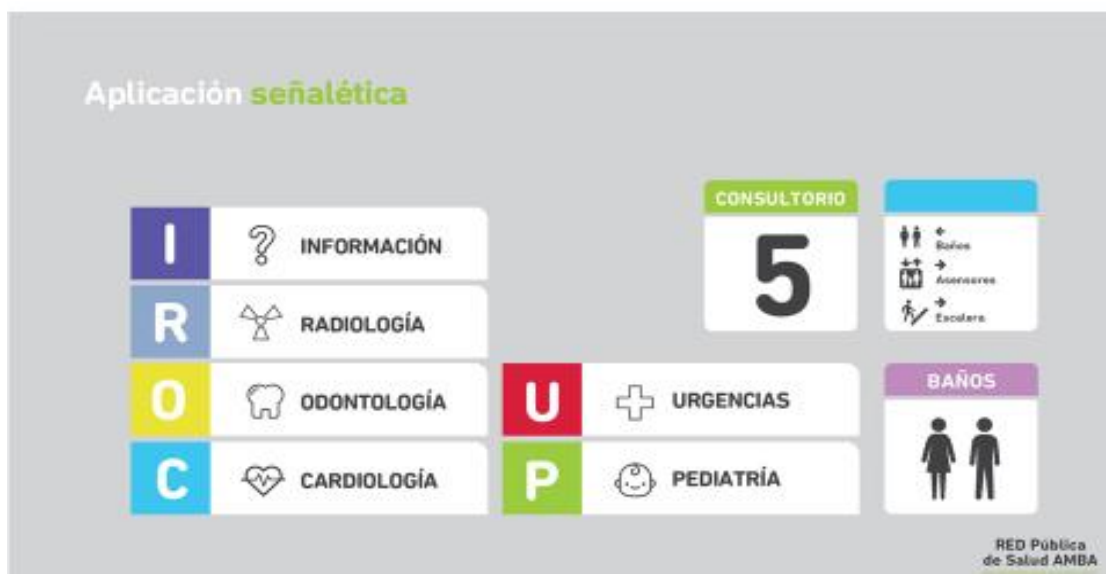 Aplicación señalética
I
INFORMACIÓN
R
RADIOLOGÍA
O
ODONTOLOGÍA
C
CARDIOLOGÍA
U
URGENCIAS
P
PEDIATRÍA
CONSULTORIO
5
Baños
Ascensores
Escalera
BAÑOS
RED Pública
de Salud AMBA